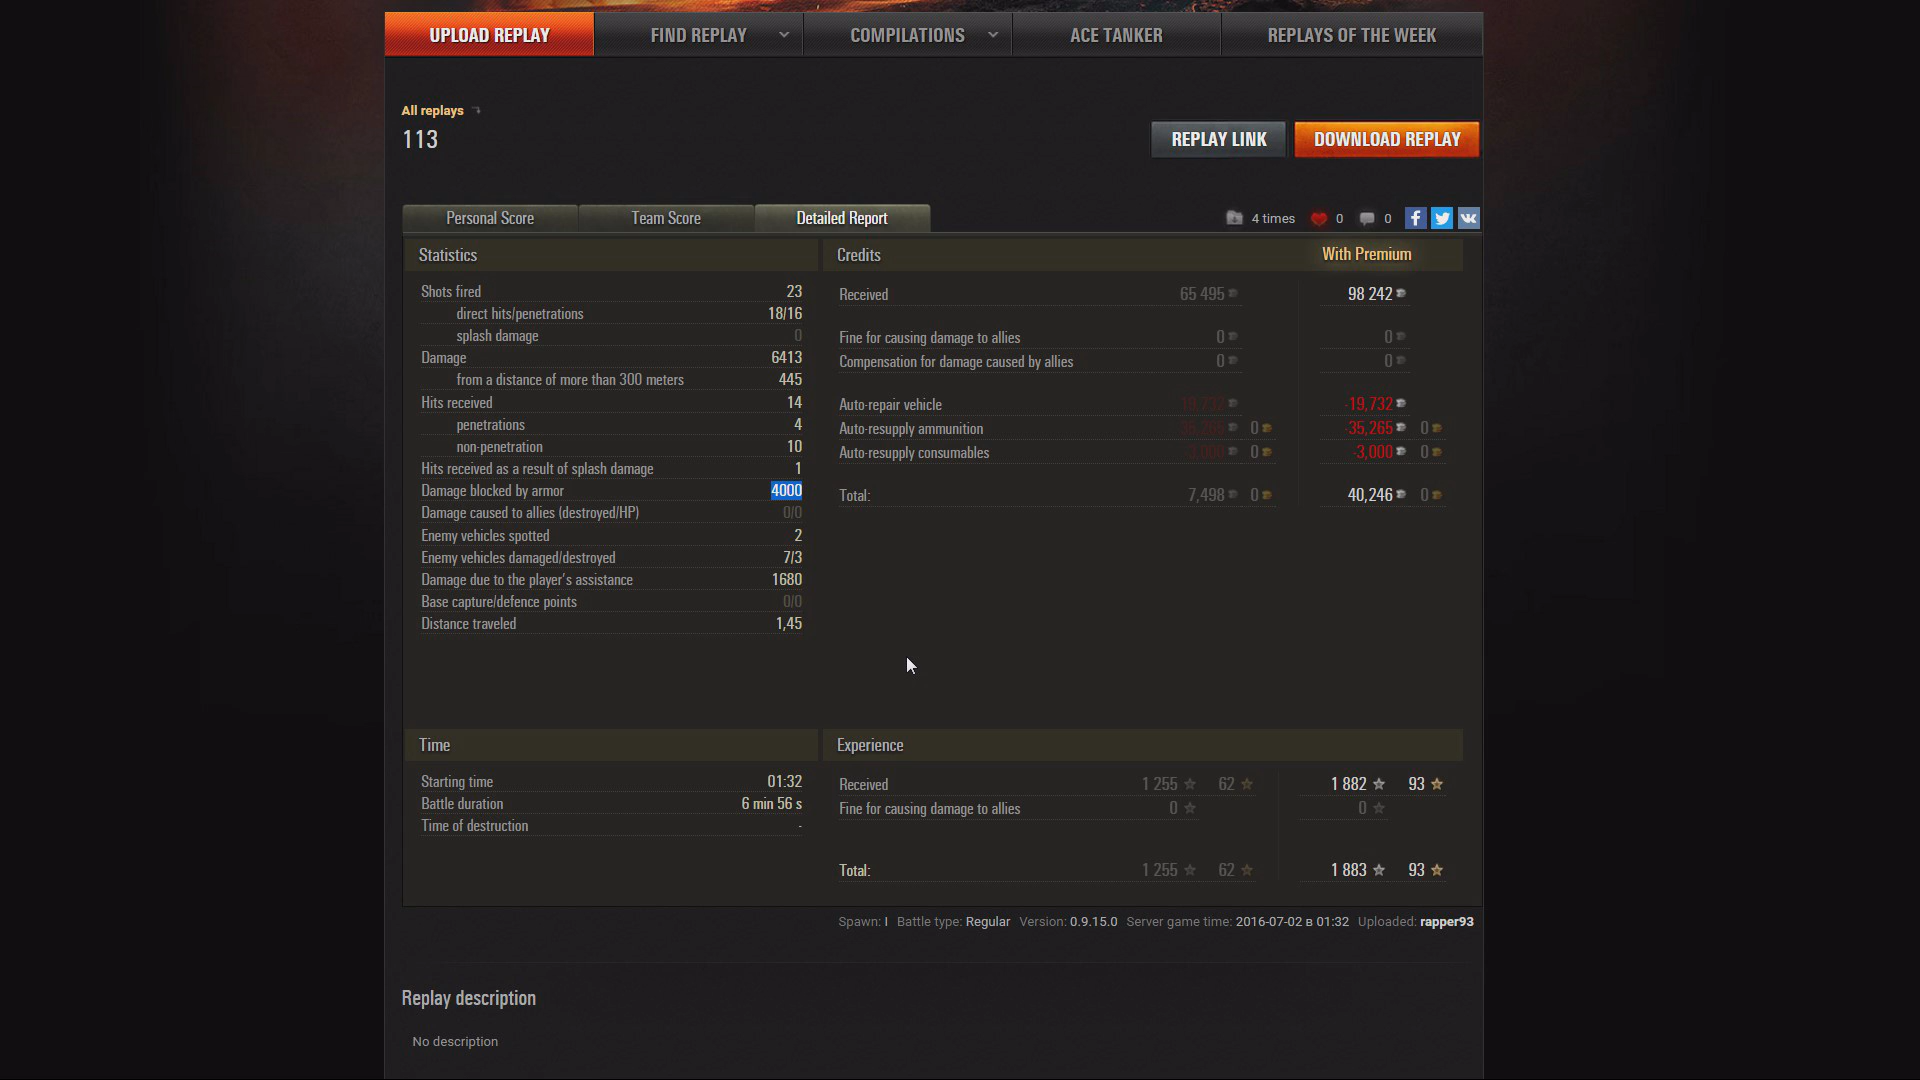 UPLOAD REPLAY FIND REPLAY COMPILATIONS ACE TANKER REPLAYS OF THE WEEK
All replays
113
REPLAY LINK DOWNLOAD REPLAY
Personal Score Team Score Detailed Report 4 times 0 0
Statistics
Shots fired 23
direct hits/penetrations 18/16
splash damage 0
Damage 6413
from a distance of more than 300 meters 445
Hits received 14
penetrations 4
non-penetration 10
Hits received as a result of splash damage 1
Damage blocked by armor 4000
Damage caused to allies (destroyed/HP) 0/0
Enemy vehicles spotted 2
Enemy vehicles damaged/destroyed 7/3
Damage due to the player's assistance 1680
Base capture/defence points 0/0
Distance traveled 1,45
Credits With Premium
Received 65 495 98 242
Fine for causing damage to allies 0 0
Compensation for damage caused by allies 0 0
Auto-repair vehicle -19,732 -19,732
Auto-resupply ammunition -35,265 0 -35,265 0
Auto-resupply consumables -3,000 0 -3,000 0
Total: 7,498 0 40,246 0
Time
Starting time 01:32
Battle duration 6 min 56 s
Time of destruction -
Experience
Received 1 255 62 1 882 93
Fine for causing damage to allies 0 0
Total: 1 255 62 1 883 93
Spawn: I Battle type: Regular Version: 0.9.15.0 Server game time: 2016-07-02 в 01:32 Uploaded: rapper93
Replay description
No description